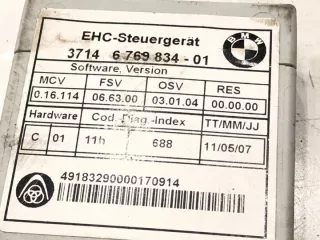 EHC-Steuergerät
3714 6 769 834 -01
BMW
Software, Version
MCV FSV OSV RES
0.16.114 06.63.00 03.01.04 00.00.00
Hardware Cod.-Diag.-Index TT/MM/JJ
C 01 11h 688 11/05/07
49183290000170914